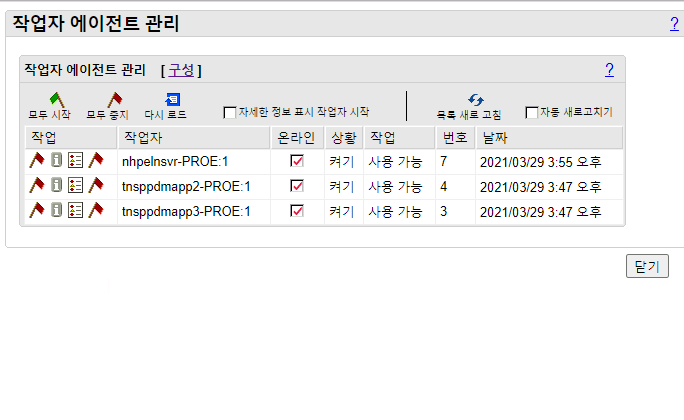 작업자 에이전트 관리 ?
작업자 에이전트 관리 [ 구성 ] ?
모두 시작 모두 중지 다시 로드 자세한 정보 표시 작업자 시작 목록 새로 고침 자동 새로고치기
작업 작업자 온라인 상황 작업 번호 날짜
nhpelnsvr-PROE:1 켜기 사용 가능 7 2021/03/29 3:55 오후
tnsppdmapp2-PROE:1 켜기 사용 가능 4 2021/03/29 3:47 오후
tnsppdmapp3-PROE:1 켜기 사용 가능 3 2021/03/29 3:47 오후
닫기